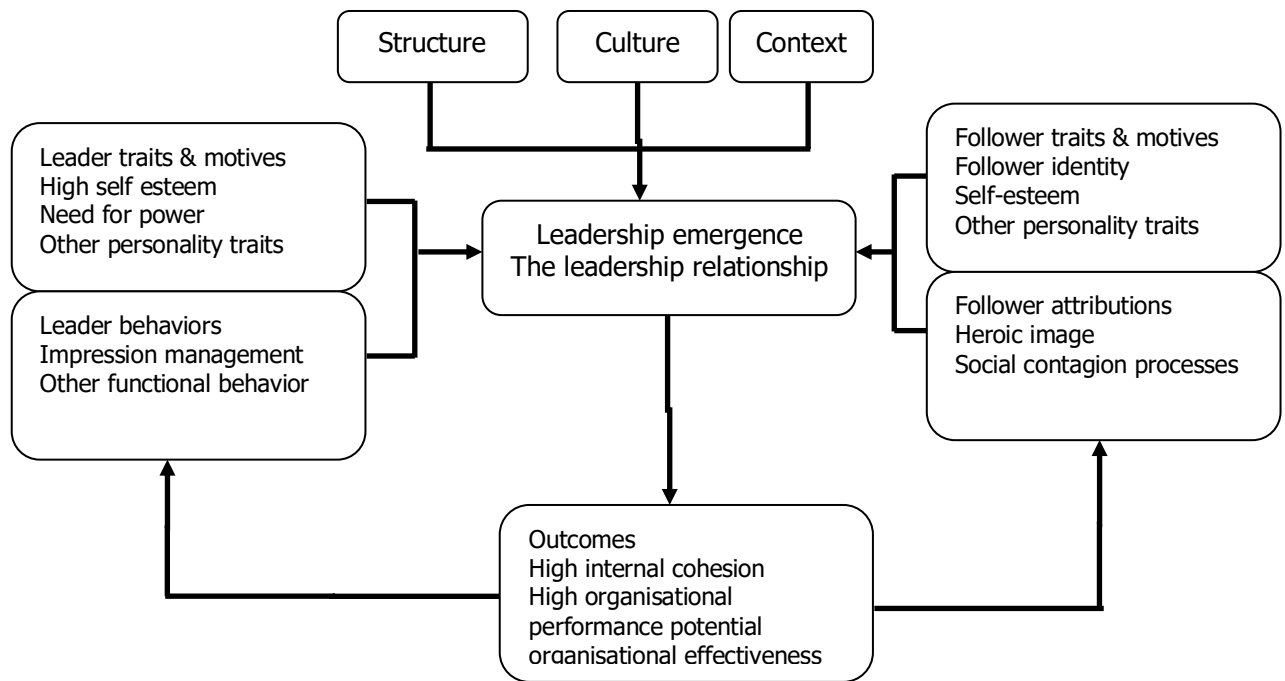 Structure
Culture
Context
Leader traits & motives
High self esteem
Need for power
Other personality traits
Leader behaviors
Impression management
Other functional behavior
Leadership emergence
The leadership relationship
Follower traits & motives
Follower identity
Self-esteem
Other personality traits
Follower attributions
Heroic image
Social contagion processes
Outcomes
High internal cohesion
High organisational
performance potential
organisational effectiveness